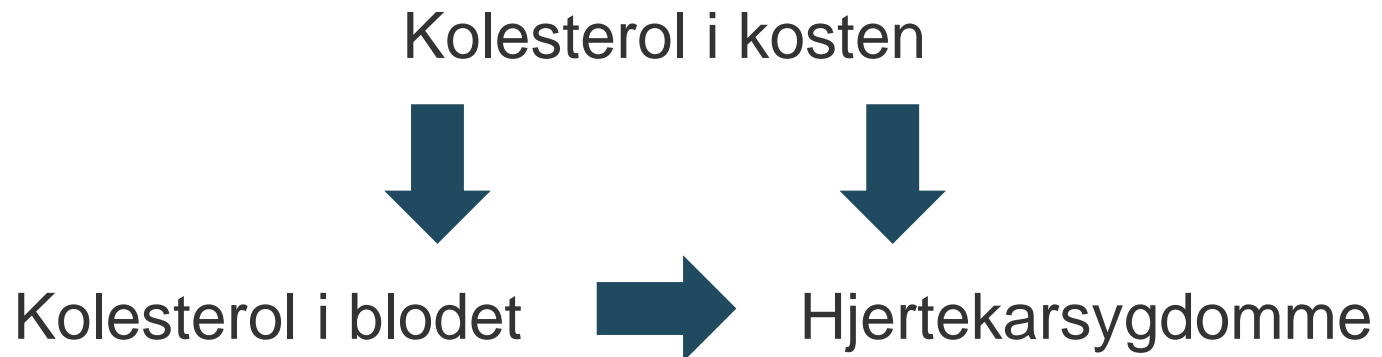 Kolesterol i kosten
Kolesterol i blodet
Hjertekarsygdomme